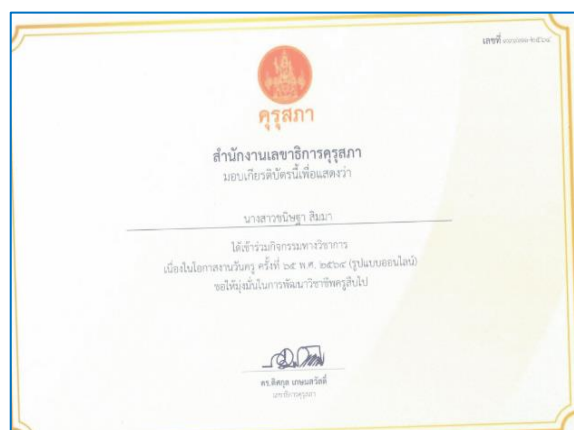 เลขที่
คุรุสภา
สำนักงานเลขาธิการคุรุสภา
มอบเกียรติบัตรนี้เพื่อแสดงว่า
นางสาวขนิษฐา สิมมา
ได้เข้าร่วมกิจกรรมทางวิชาการ
เนื่องในโอกาสงานวันครู ครั้งที่ ๖๕ พ.ศ. ๒๕๖๔ (รูปแบบออนไลน์)
ขอให้มุ่งมั่นในการพัฒนาวิชาชีพครูสืบไป
ดร.ดิศกุล เกษมสวัสดิ์
เลขาธิการคุรุสภา